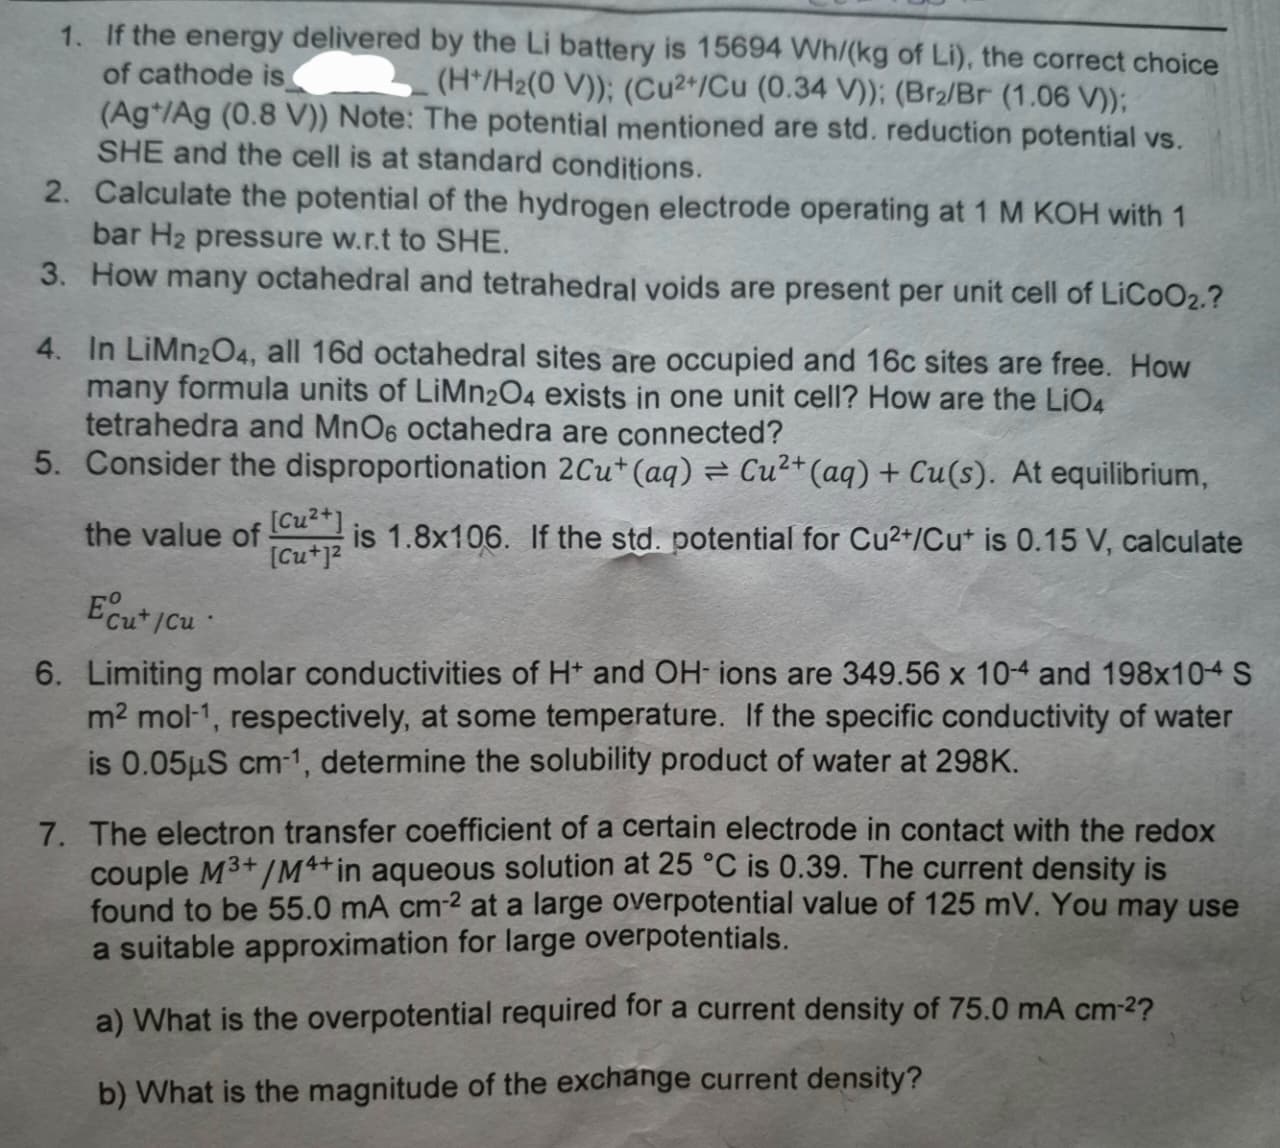 1. If the energy delivered by the Li battery is 15694 Wh/(kg of Li), the correct choice
of cathode is_ _ (H⁺/H₂(0 V)); (Cu²⁺/Cu (0.34 V)); (Br₂/Br⁻ (1.06 V));
(Ag⁺/Ag (0.8 V)) Note: The potential mentioned are std. reduction potential vs.
SHE and the cell is at standard conditions.
2. Calculate the potential of the hydrogen electrode operating at 1 M KOH with 1
bar H₂ pressure w.r.t to SHE.
3. How many octahedral and tetrahedral voids are present per unit cell of LiCoO₂.?
4. In LiMn₂O₄, all 16d octahedral sites are occupied and 16c sites are free. How
many formula units of LiMn₂O₄ exists in one unit cell? How are the LiO₄
tetrahedra and MnO₆ octahedra are connected?
5. Consider the disproportionation 2Cu⁺(aq) ⇌ Cu²⁺(aq) + Cu(s). At equilibrium,
the value of [Cu²⁺]/[Cu⁺]² is 1.8x106. If the std. potential for Cu²⁺/Cu⁺ is 0.15 V, calculate
E°Cu⁺/Cu .
6. Limiting molar conductivities of H⁺ and OH⁻ ions are 349.56 x 10⁻⁴ and 198x10⁻⁴ S
m² mol⁻¹, respectively, at some temperature. If the specific conductivity of water
is 0.05µS cm⁻¹, determine the solubility product of water at 298K.
7. The electron transfer coefficient of a certain electrode in contact with the redox
couple M³⁺/M⁴⁺in aqueous solution at 25 °C is 0.39. The current density is
found to be 55.0 mA cm⁻² at a large overpotential value of 125 mV. You may use
a suitable approximation for large overpotentials.
a) What is the overpotential required for a current density of 75.0 mA cm⁻²?
b) What is the magnitude of the exchange current density?